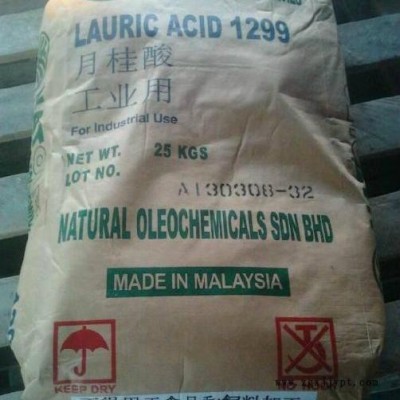 LAURIC ACID 1299
月桂酸
工业用
For Industrial Use
NET WT. 25 KGS
LOT NO. A130308-32
NATURAL OLEOCHEMICALS SDN BHD
MADE IN MALAYSIA
KEEP DRY